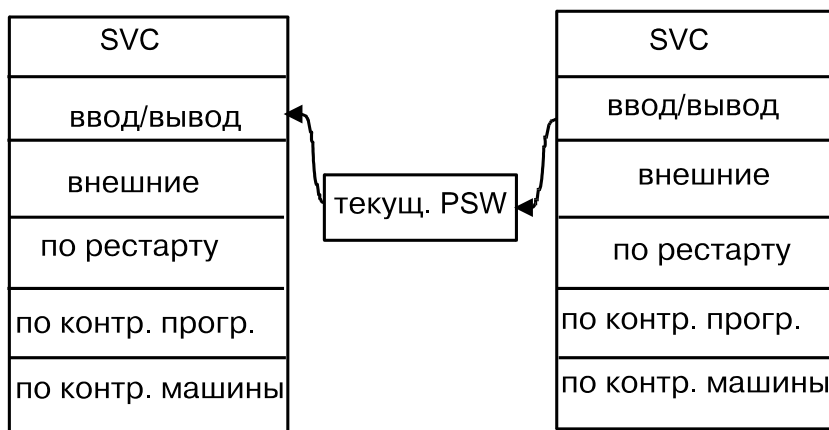 SVC
ввод/вывод
внешние
по рестарту
по контр. прогр.
по контр. машины
текущ. PSW
SVC
ввод/вывод
внешние
по рестарту
по контр. прогр.
по контр. машины